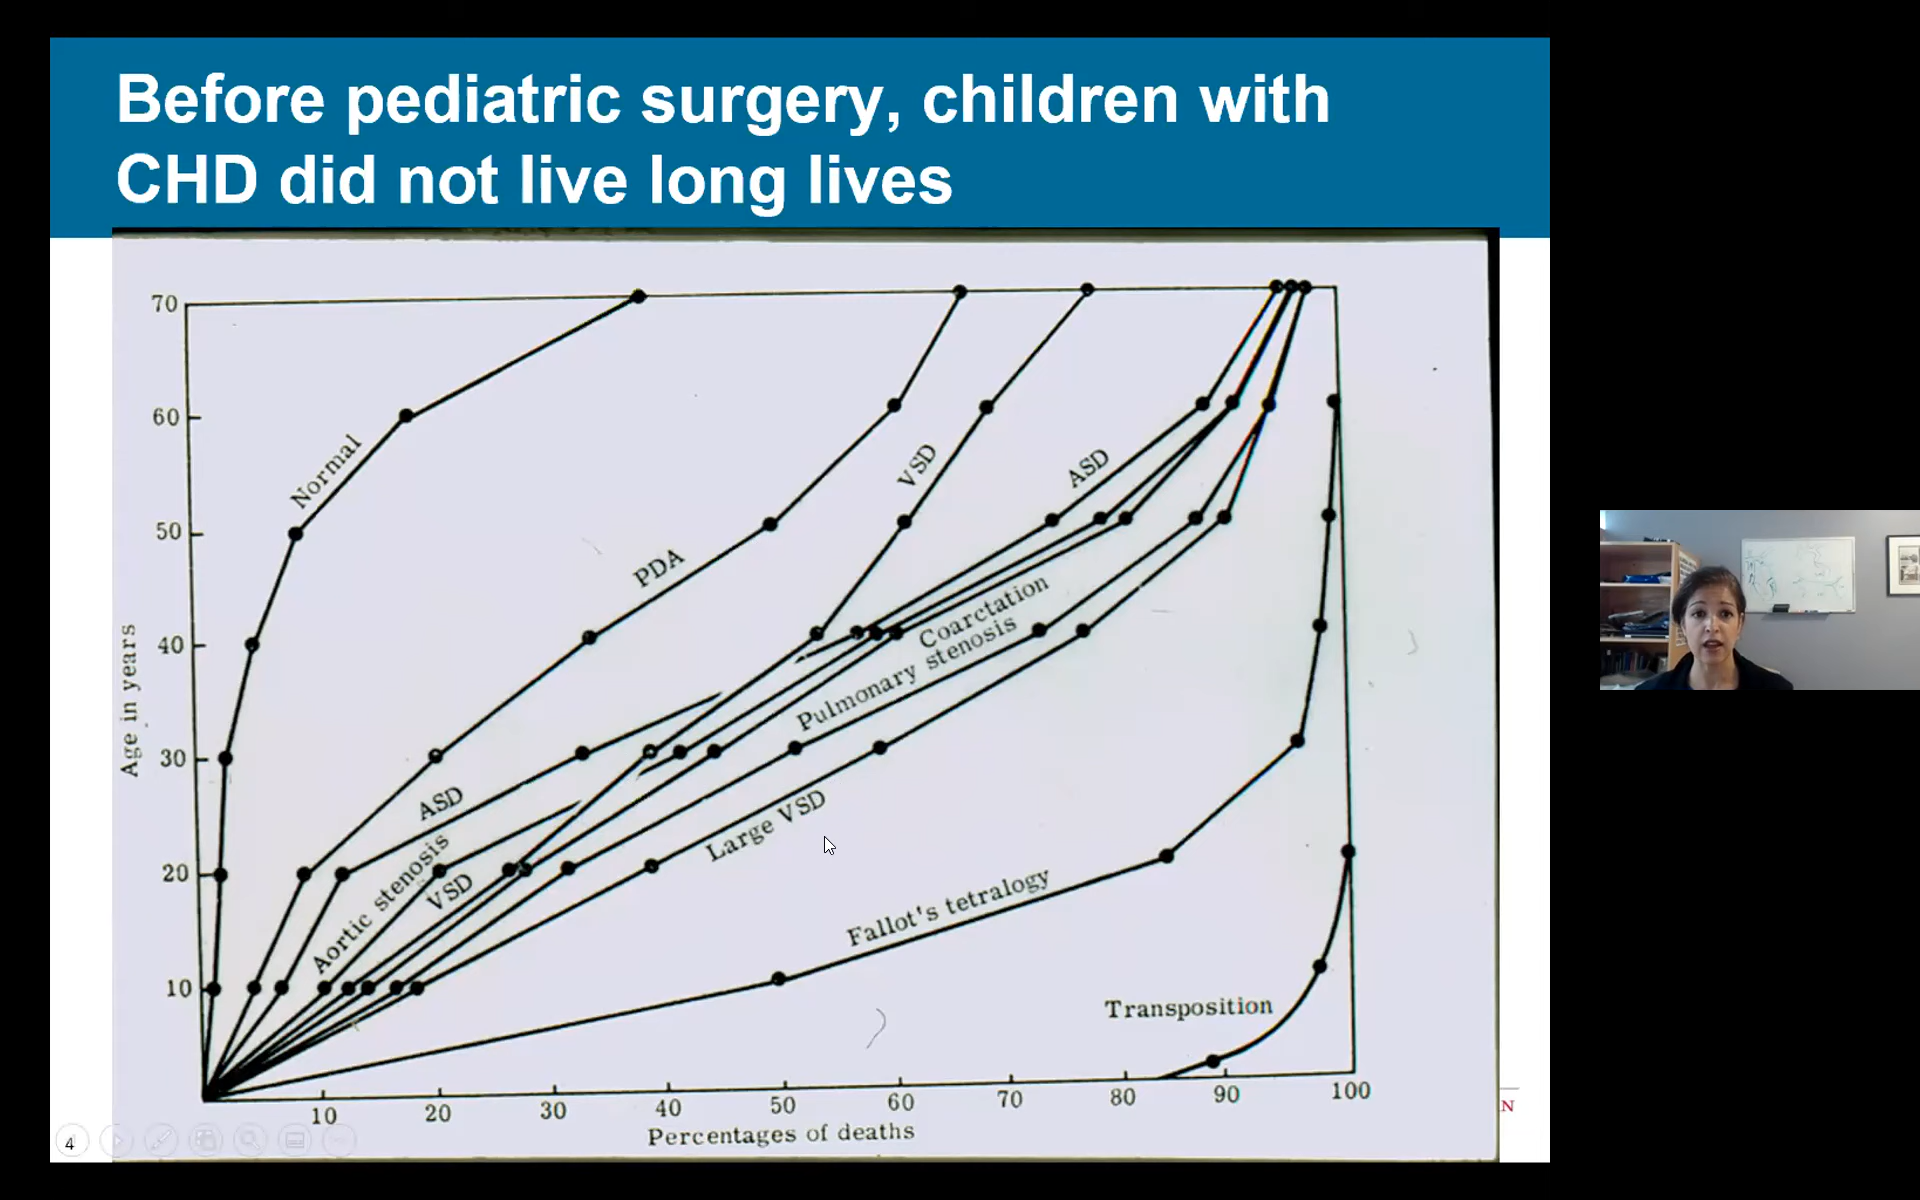 Before pediatric surgery, children with
CHD did not live long lives
70
60
50
40
30
20
10
Age in years
Normal
PDA
VSD
ASD
Coarctation
Pulmonary stenosis
ASD
Aortic stenosis
VSD
Large VSD
Fallot's tetralogy
Transposition
10 20 30 40 50 60 70 80 90 100
Percentages of deaths
4
N